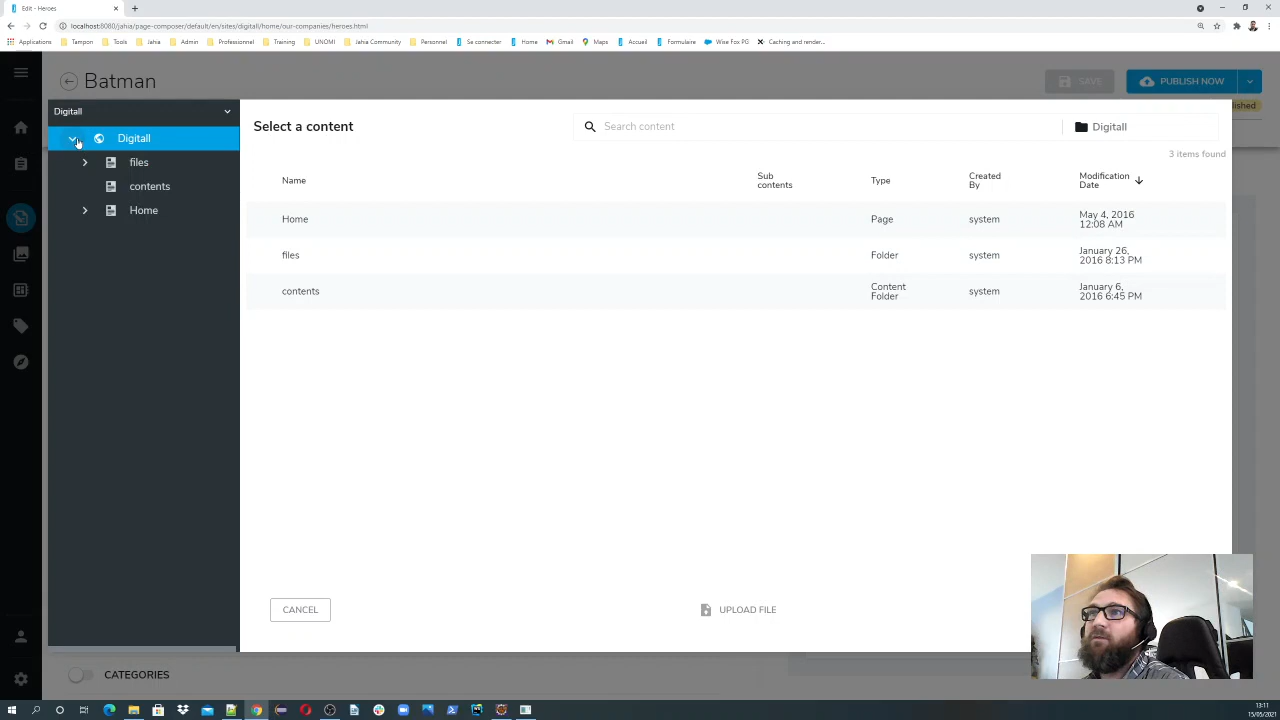 Edit - Heroes
localhost:8080/jahia/page-composer/default/en/sites/digitall/home/our-companies/heroes.html
Applications Tampon Tools Jahia Admin Professionnel Training UNOMI Jahia Community Personnel Se connecter Home Gmail Maps Accueil Formulaire Wise Fox PG Caching and render...
Batman
SAVE
PUBLISH NOW
Digitall
Select a content
Search content
Digitall
Digitall
3 items found
files
contents
Home
Name
Sub contents
Type
Created By
Modification Date
Home Page system May 4, 2016 12:08 AM
files Folder system January 26, 2016 8:13 PM
contents Content Folder system January 6, 2016 6:45 PM
CANCEL
UPLOAD FILE
CATEGORIES
13:11
15/05/2021